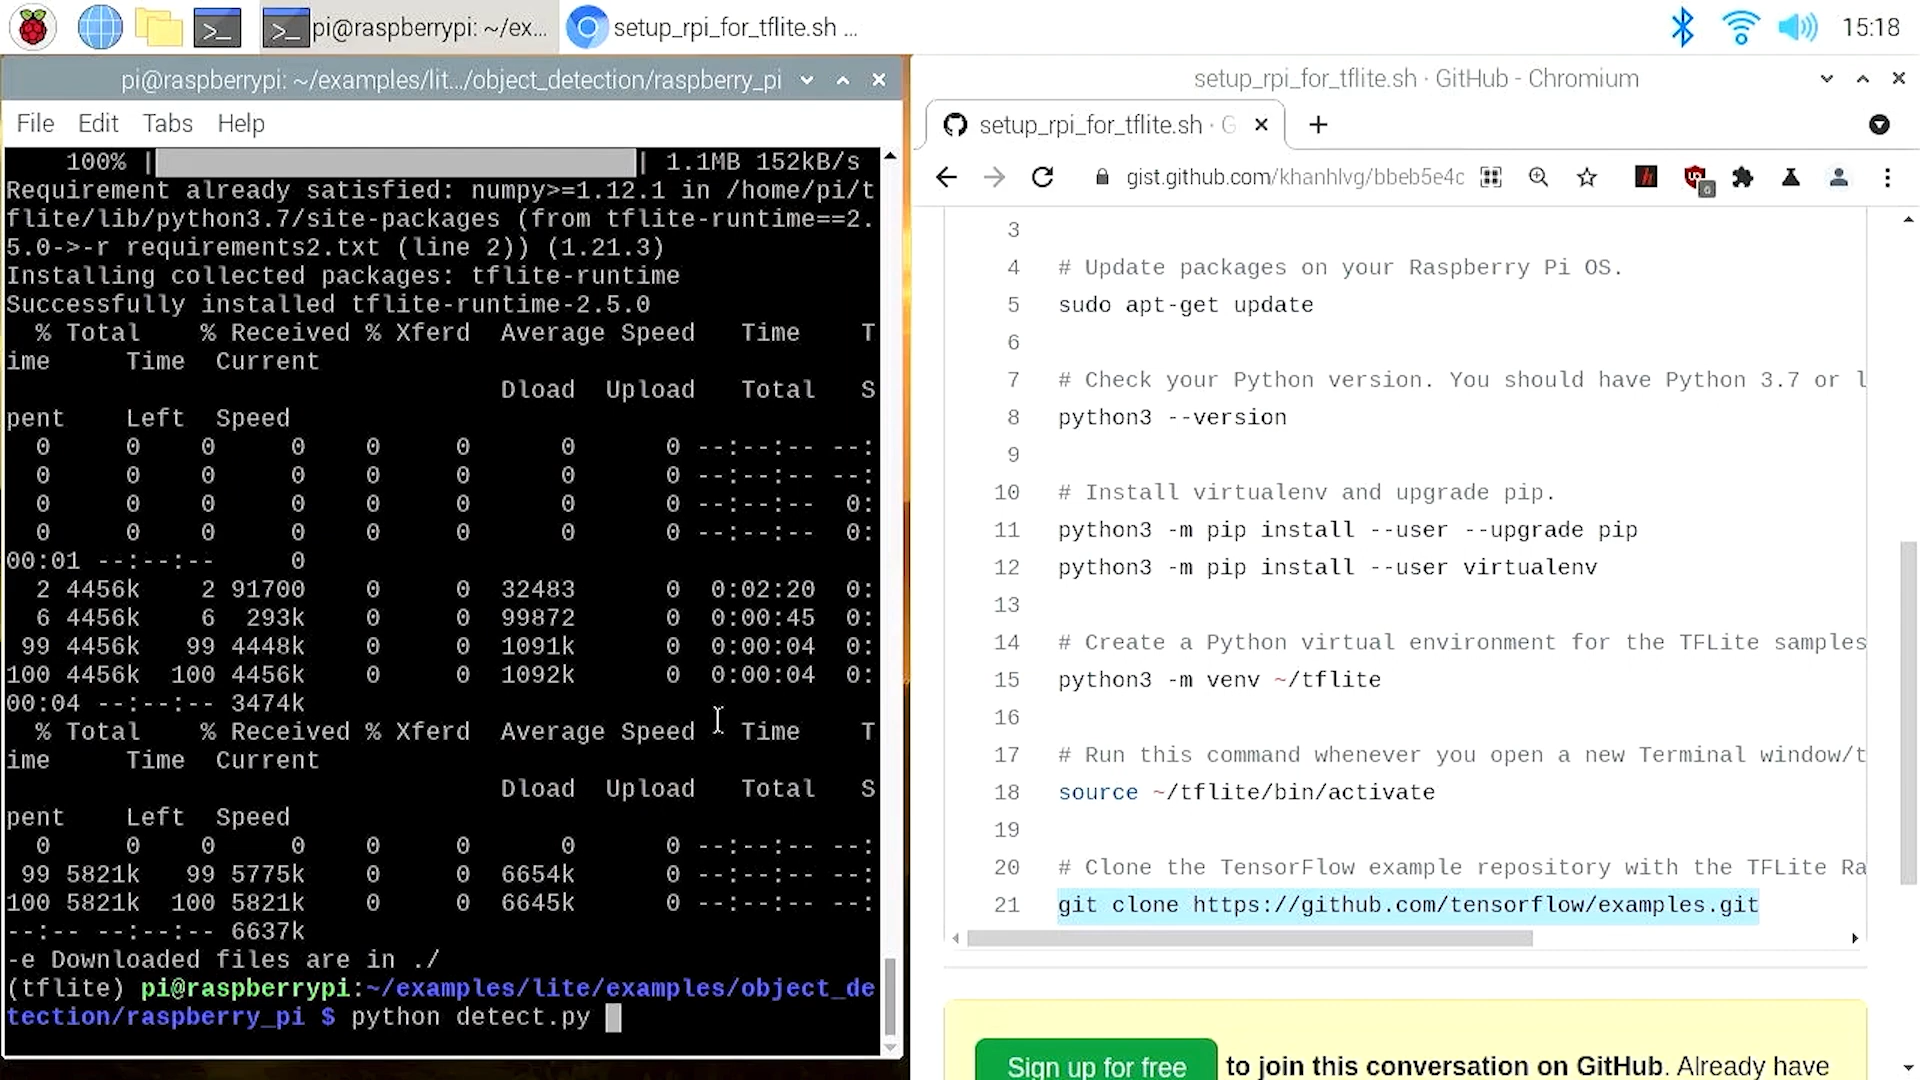 pi@raspberrypi: ~/ex...
setup_rpi_for_tflite.sh ...
15:18
pi@raspberrypi: ~/examples/lit.../object_detection/raspberry_pi
File Edit Tabs Help
100% | | 1.1MB 152kB/s
Requirement already satisfied: numpy>=1.12.1 in /home/pi/t
flite/lib/python3.7/site-packages (from tflite-runtime==2.
5.0->-r requirements2.txt (line 2)) (1.21.3)
Installing collected packages: tflite-runtime
Successfully installed tflite-runtime-2.5.0
% Total % Received % Xferd Average Speed Time T
ime Time Current
Dload Upload Total S
pent Left Speed
0 0 0 0 0 0 0 0 --:--:-- --:
0 0 0 0 0 0 0 0 --:--:-- --:
0 0 0 0 0 0 0 0 --:--:-- 0:
0 0 0 0 0 0 0 0 --:--:-- 0:
00:01 --:--:-- 0
2 4456k 2 91700 0 0 32483 0 0:02:20 0:
6 4456k 6 293k 0 0 99872 0 0:00:45 0:
99 4456k 99 4448k 0 0 1091k 0 0:00:04 0:
100 4456k 100 4456k 0 0 1092k 0 0:00:04 0:
00:04 --:--:-- 3474k
% Total % Received % Xferd Average Speed Time T
ime Time Current
Dload Upload Total S
pent Left Speed
0 0 0 0 0 0 0 0 --:--:-- --:
99 5821k 99 5775k 0 0 6654k 0 --:--:-- --:
100 5821k 100 5821k 0 0 6645k 0 --:--:-- --:
--:-- --:--:-- 6637k
-e Downloaded files are in ./
(tflite) pi@raspberrypi:~/examples/lite/examples/object_de
tection/raspberry_pi $ python detect.py
setup_rpi_for_tflite.sh · GitHub - Chromium
setup_rpi_for_tflite.sh · G
gist.github.com/khanhlvg/bbeb5e4c
3
4 # Update packages on your Raspberry Pi OS.
5 sudo apt-get update
6
7 # Check your Python version. You should have Python 3.7 or l
8 python3 --version
9
10 # Install virtualenv and upgrade pip.
11 python3 -m pip install --user --upgrade pip
12 python3 -m pip install --user virtualenv
13
14 # Create a Python virtual environment for the TFLite samples
15 python3 -m venv ~/tflite
16
17 # Run this command whenever you open a new Terminal window/t
18 source ~/tflite/bin/activate
19
20 # Clone the TensorFlow example repository with the TFLite Ra
21 git clone https://github.com/tensorflow/examples.git
Sign up for free to join this conversation on GitHub. Already have